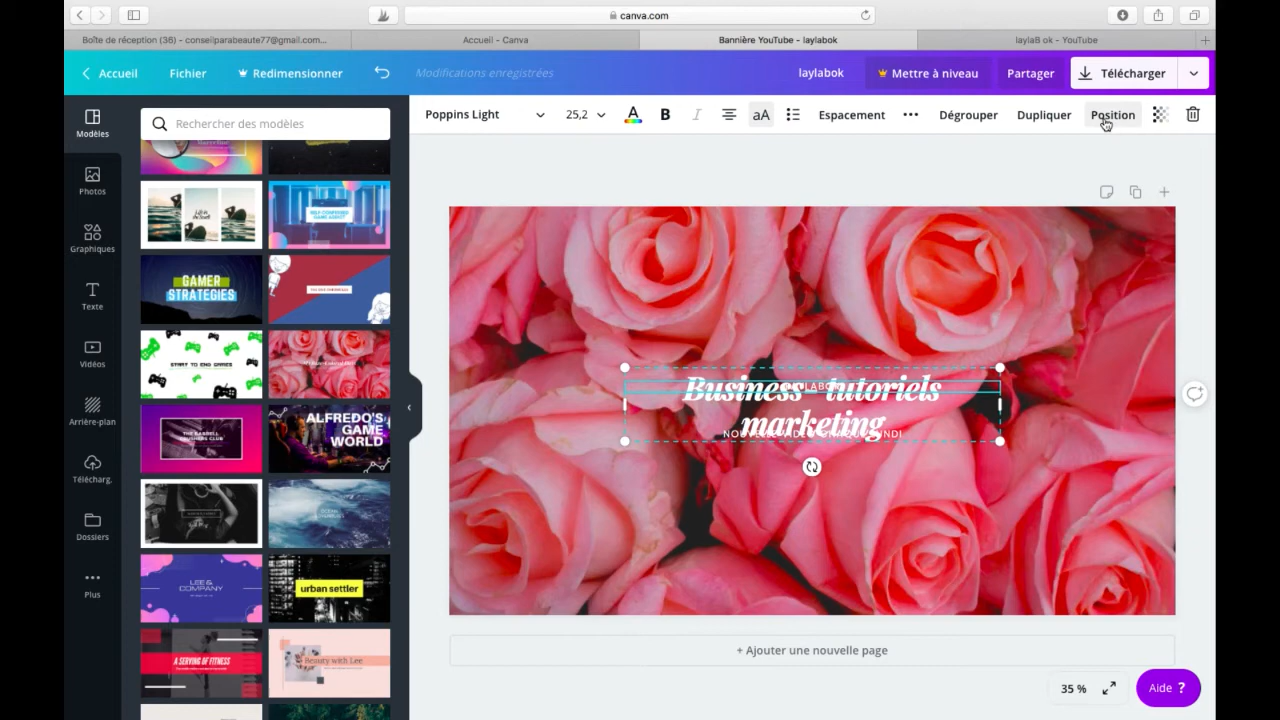 canva.com
Boîte de réception (36) - conseilparabeaute77@gmail.com...
Accueil - Canva
Bannière YouTube - laylabok
laylaB ok - YouTube
Accueil
Fichier
Redimensionner
Modifications enregistrées
laylabok
Mettre à niveau
Partager
Télécharger
Poppins Light
25,2
A
B
I
aA
Espacement
Dégrouper
Dupliquer
Position
Modèles
Photos
Graphiques
Texte
Vidéos
Arrière-plan
Télécharg.
Dossiers
Plus
Rechercher des modèles
GAMER
STRATEGIES
START TO END GAMES
ALFREDO'S
GAME
WORLD
LEE &
COMPANY
urban settler
A SERVING OF FITNESS
Beauty with Lee
Business tutoriels
marketing
+ Ajouter une nouvelle page
35 %
Aide ?